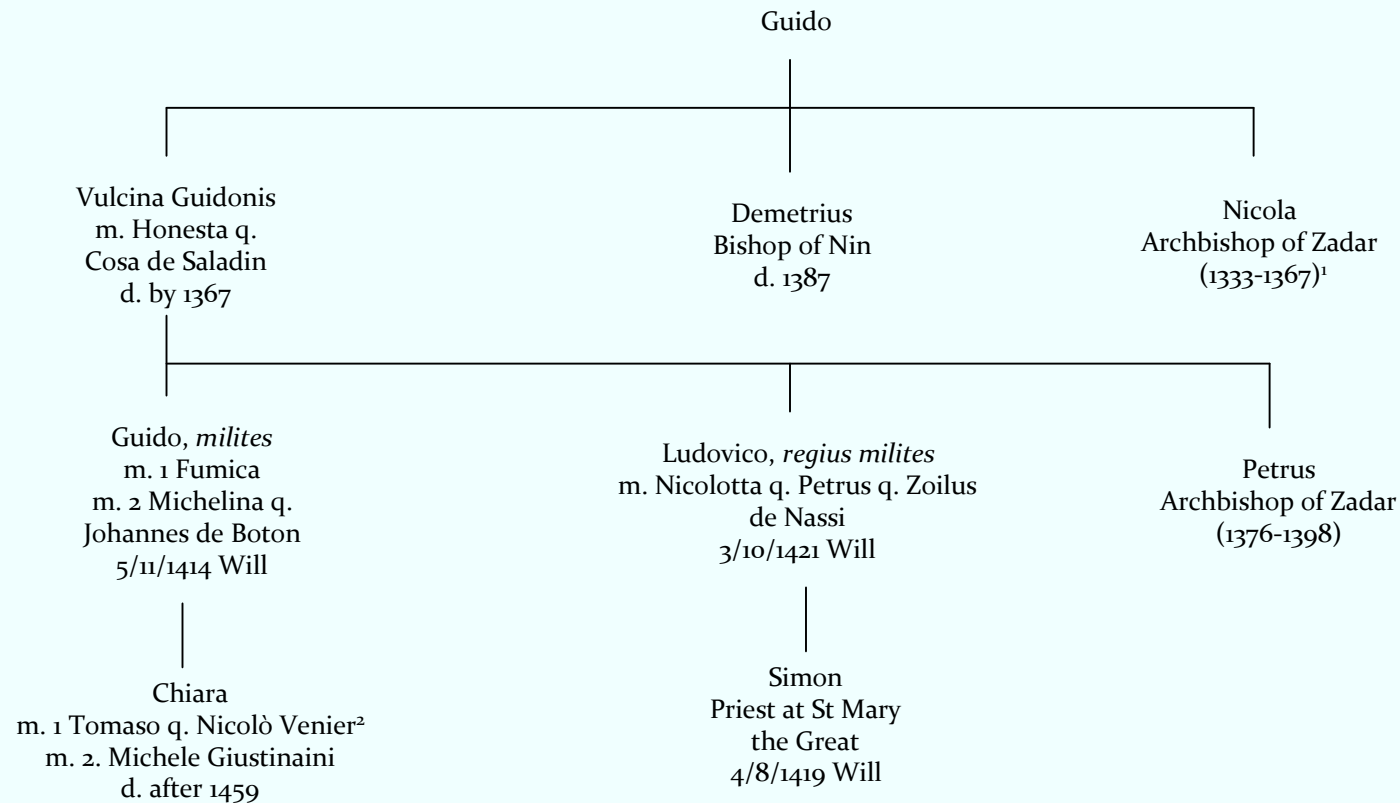 Guido
Vulcina Guidonis
m. Honesta q.
Cosa de Saladin
d. by 1367
Demetrius
Bishop of Nin
d. 1387
Nicola
Archbishop of Zadar
(1333-1367)¹
Guido, milites
m. 1 Fumica
m. 2 Michelina q.
Johannes de Boton
5/11/1414 Will
Ludovico, regius milites
m. Nicolotta q. Petrus q. Zoilus
de Nassi
3/10/1421 Will
Petrus
Archbishop of Zadar
(1376-1398)
Chiara
m. 1 Tomaso q. Nicolò Venier²
m. 2. Michele Giustinaini
d. after 1459
Simon
Priest at St Mary
the Great
4/8/1419 Will